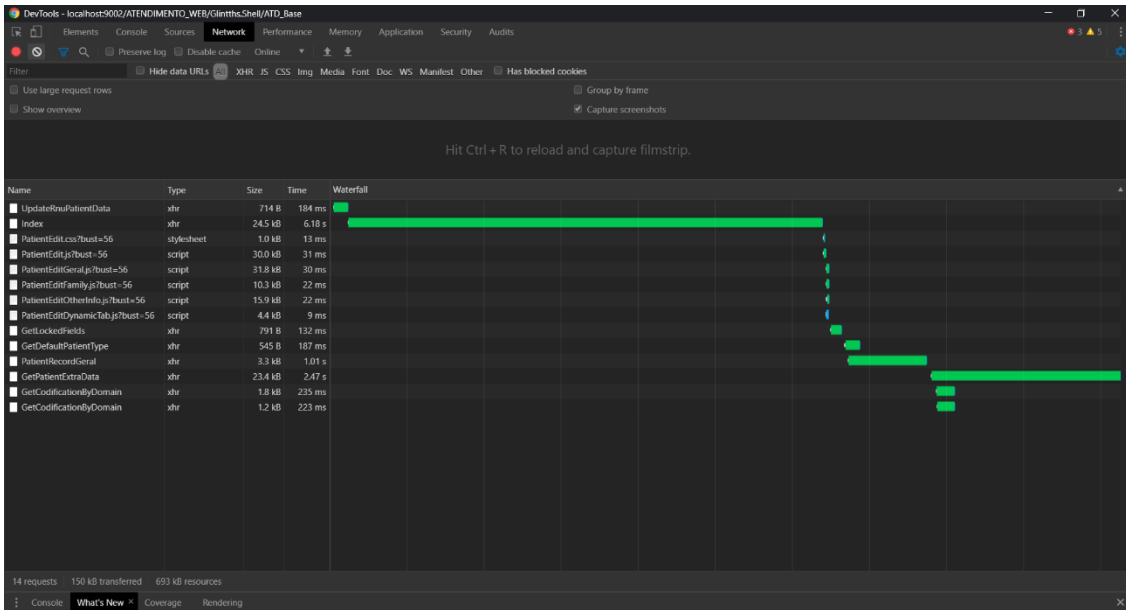 DevTools - localhost:9002/ATENDIMENTO_WEB/Glintths.Shell/ATD_Base
Elements Console Sources Network Performance Memory Application Security Audits 3 5
Preserve log Disable cache Online
Filter Hide data URLs All XHR JS CSS Img Media Font Doc WS Manifest Other Has blocked cookies
Use large request rows Group by frame
Show overview Capture screenshots
Hit Ctrl + R to reload and capture filmstrip.
Name Type Size Time Waterfall
UpdateRnuPatientData xhr 714 B 184 ms
Index xhr 24.5 kB 6.18 s
PatientEdit.css?bust=56 stylesheet 1.0 kB 13 ms
PatientEdit.js?bust=56 script 30.0 kB 31 ms
PatientEditGeral.js?bust=56 script 31.8 kB 30 ms
PatientEditFamily.js?bust=56 script 10.3 kB 22 ms
PatientEditOtherInfo.js?bust=56 script 15.9 kB 22 ms
PatientEditDynamicTab.js?bust=56 script 4.4 kB 9 ms
GetLockedFields xhr 791 B 132 ms
GetDefaultPatientType xhr 545 B 187 ms
PatientRecordGeral xhr 3.3 kB 1.01 s
GetPatientExtraData xhr 23.4 kB 2.47 s
GetCodificationByDomain xhr 1.8 kB 235 ms
GetCodificationByDomain xhr 1.2 kB 223 ms
14 requests 150 kB transferred 693 kB resources
Console What's New Coverage Rendering